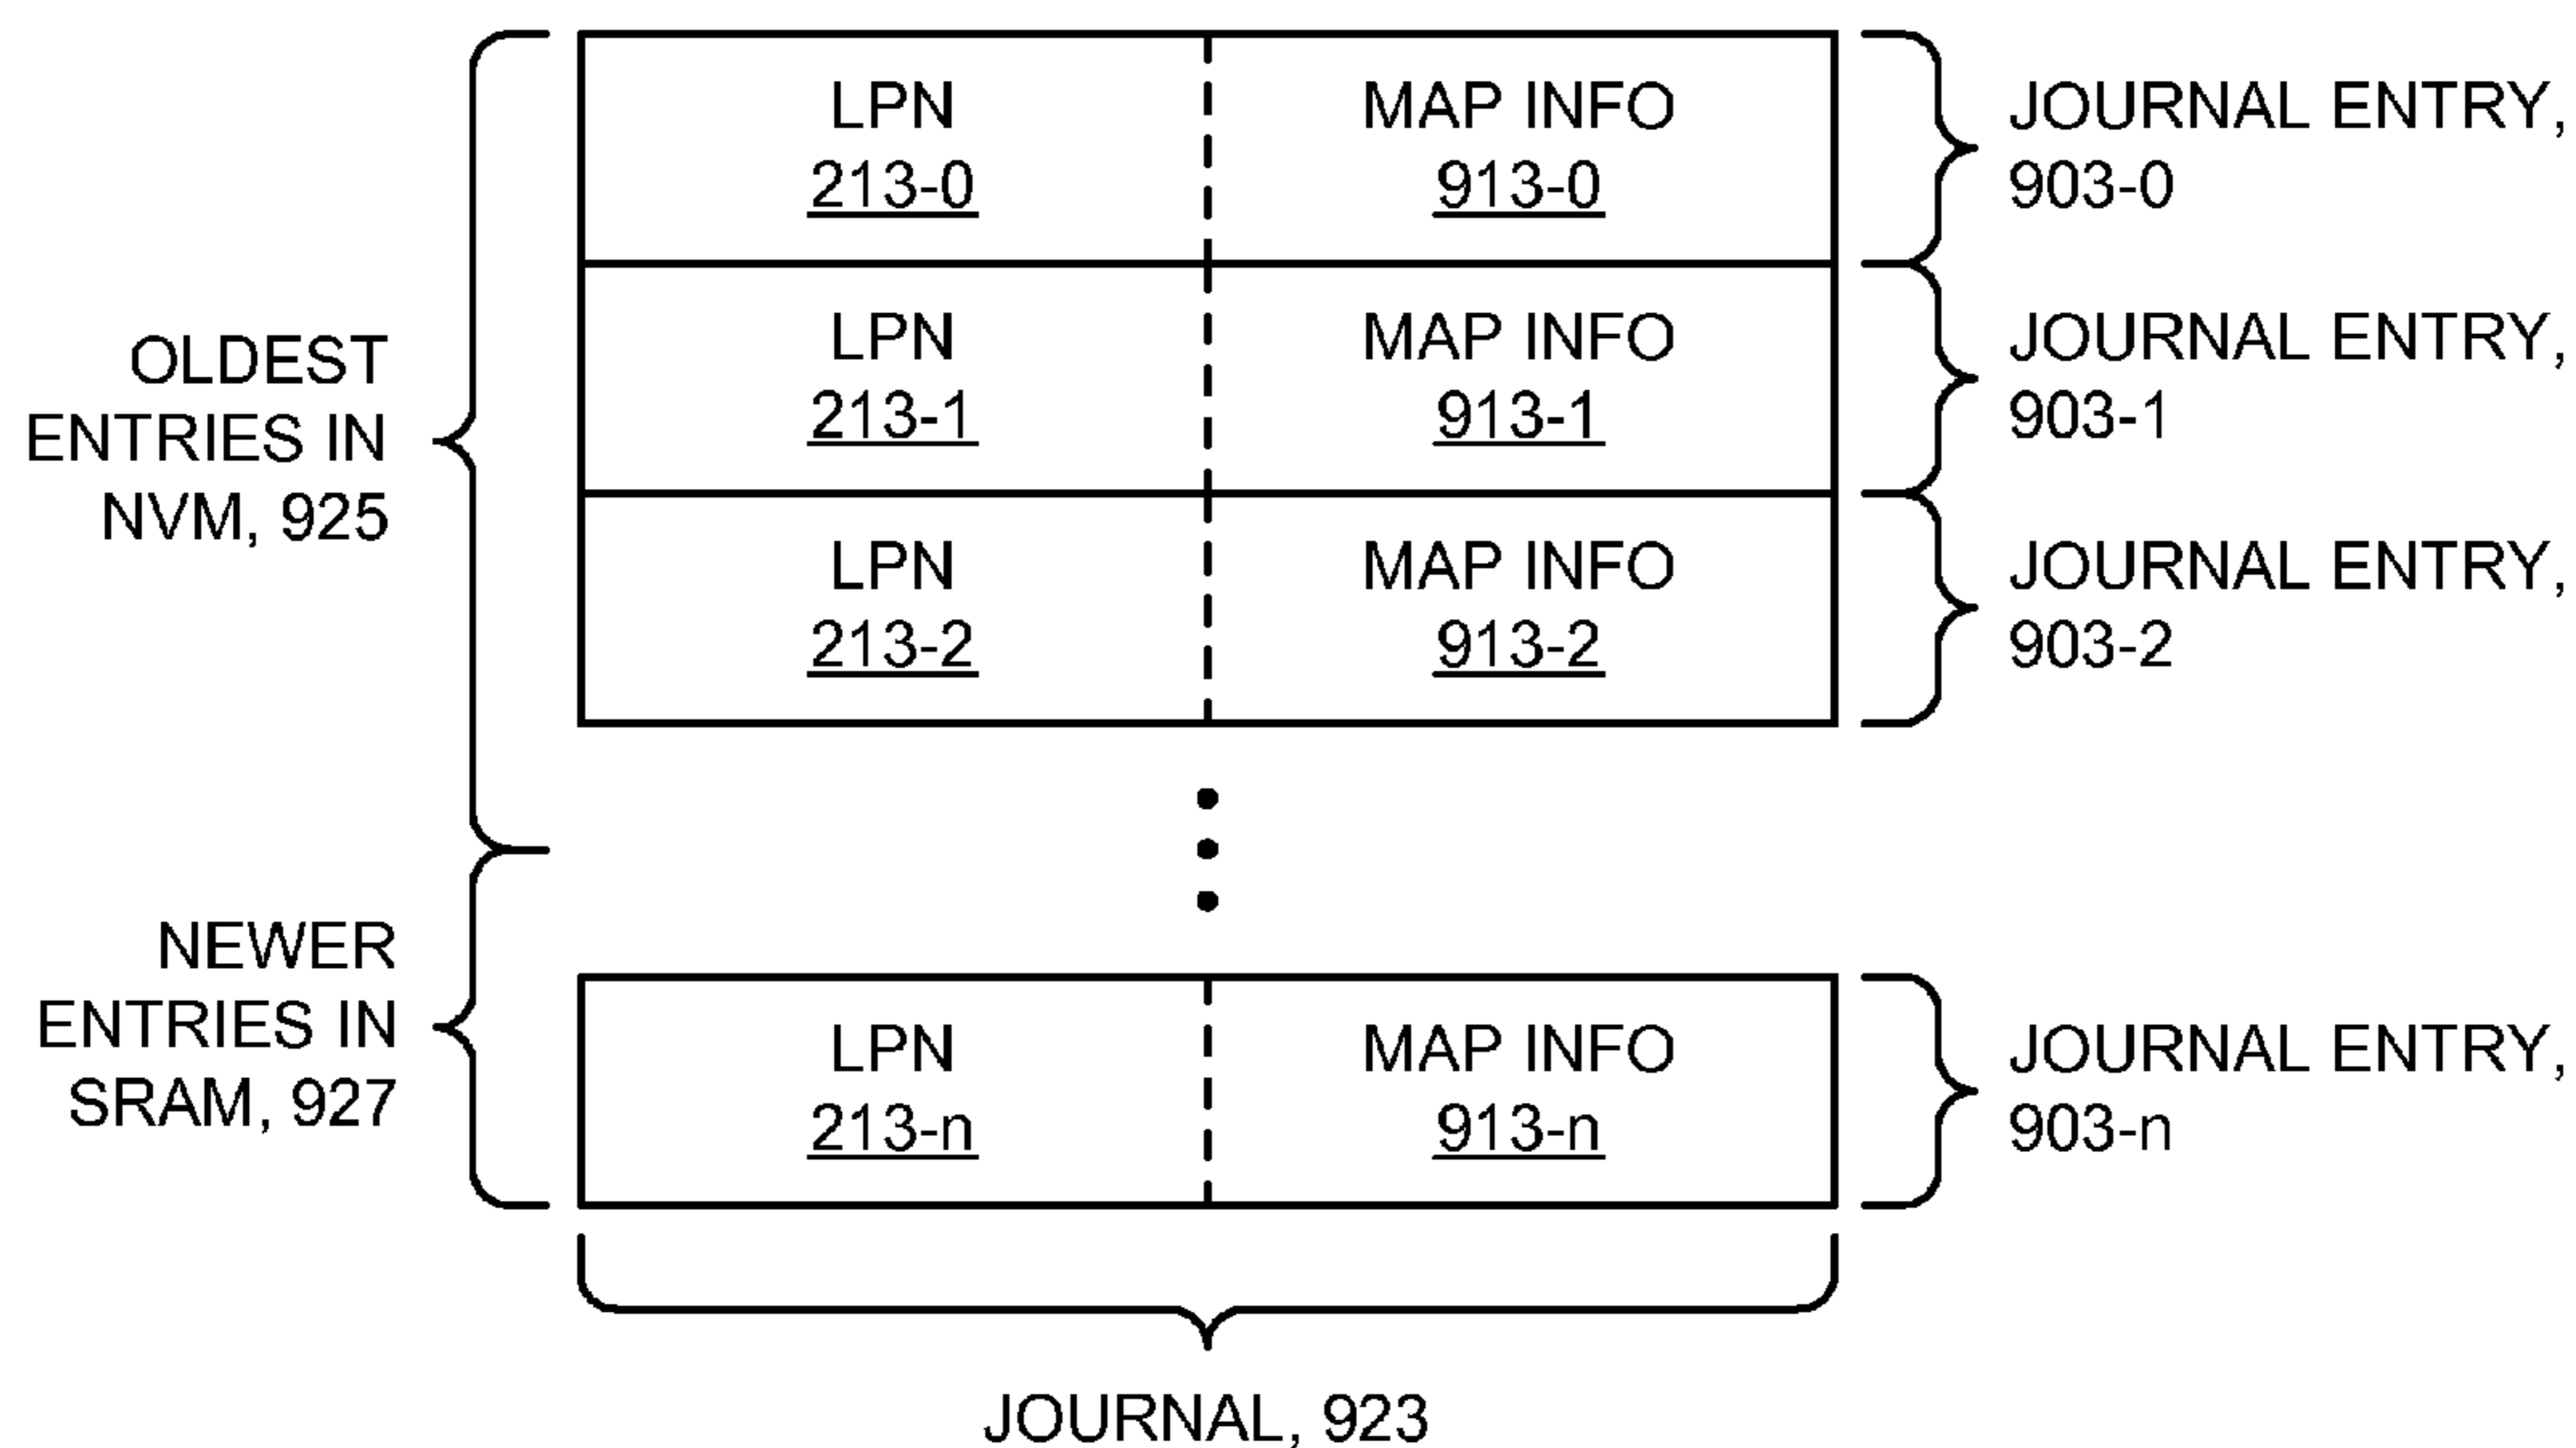 LPN
213-0
MAP INFO
913-0
JOURNAL ENTRY,
903-0
LPN
213-1
MAP INFO
913-1
JOURNAL ENTRY,
903-1
OLDEST
ENTRIES IN
NVM, 925
LPN
213-2
MAP INFO
913-2
JOURNAL ENTRY,
903-2
NEWER
ENTRIES IN
SRAM, 927
LPN
213-n
MAP INFO
913-n
JOURNAL ENTRY,
903-n
JOURNAL, 923